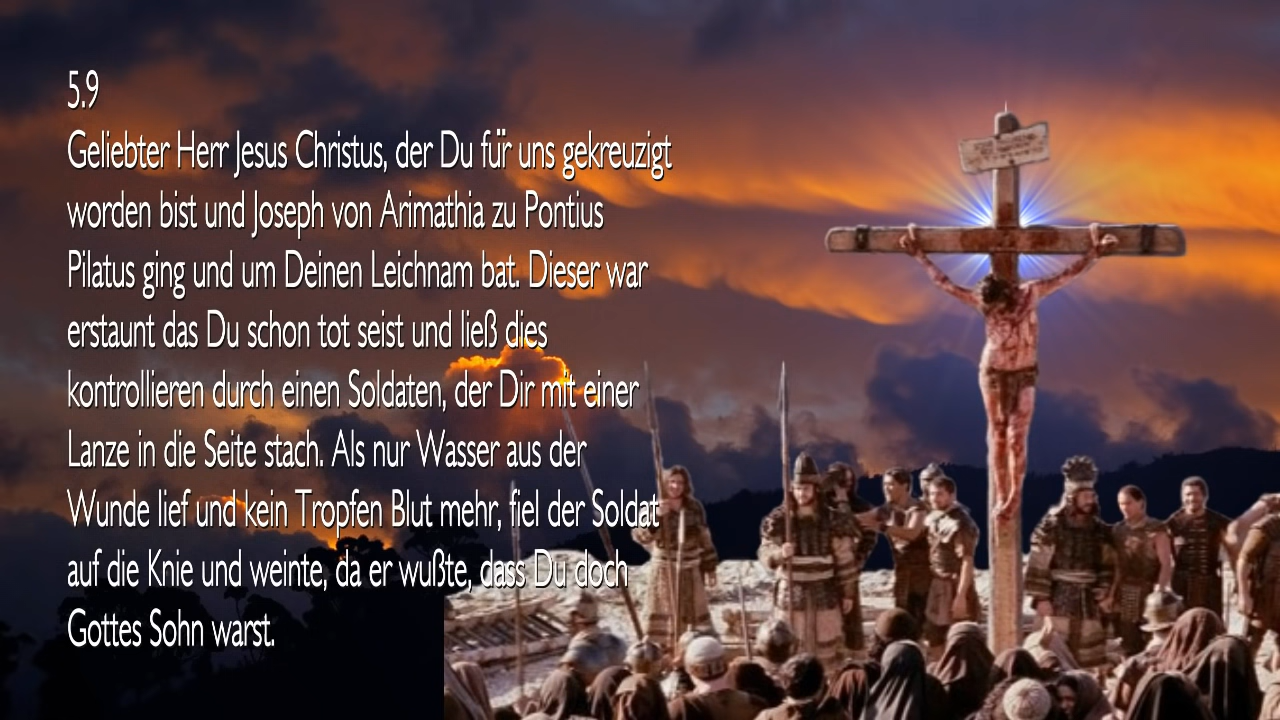 5.9
Geliebter Herr Jesus Christus, der Du für uns gekreuzigt
worden bist und Joseph von Arimathia zu Pontius
Pilatus ging und um Deinen Leichnam bat. Dieser war
erstaunt das Du schon tot seist und ließ dies
kontrollieren durch einen Soldaten, der Dir mit einer
Lanze in die Seite stach. Als nur Wasser aus der
Wunde lief und kein Tropfen Blut mehr, fiel der Soldat
auf die Knie und weinte, da er wußte, dass Du doch
Gottes Sohn warst.